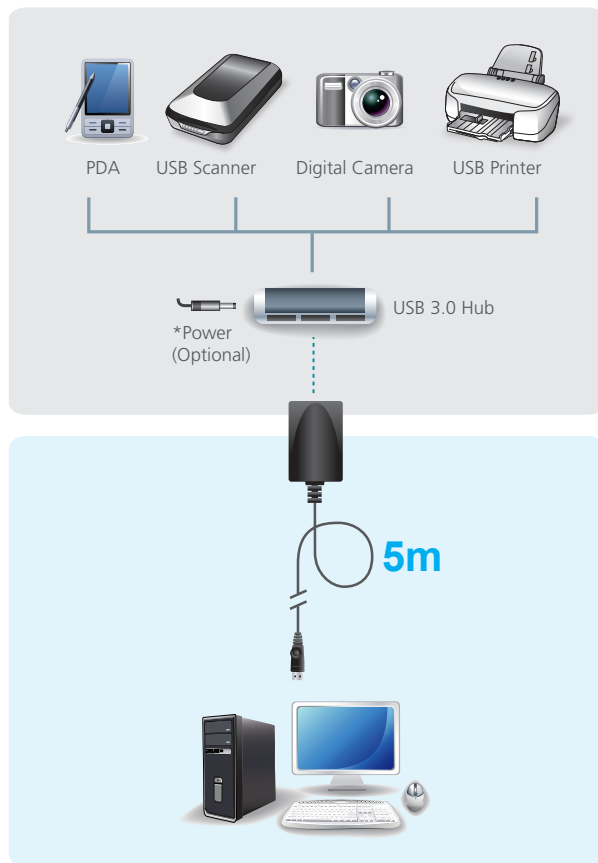 PDA
USB Scanner
Digital Camera
USB Printer
USB 3.0 Hub
*Power
(Optional)
5m